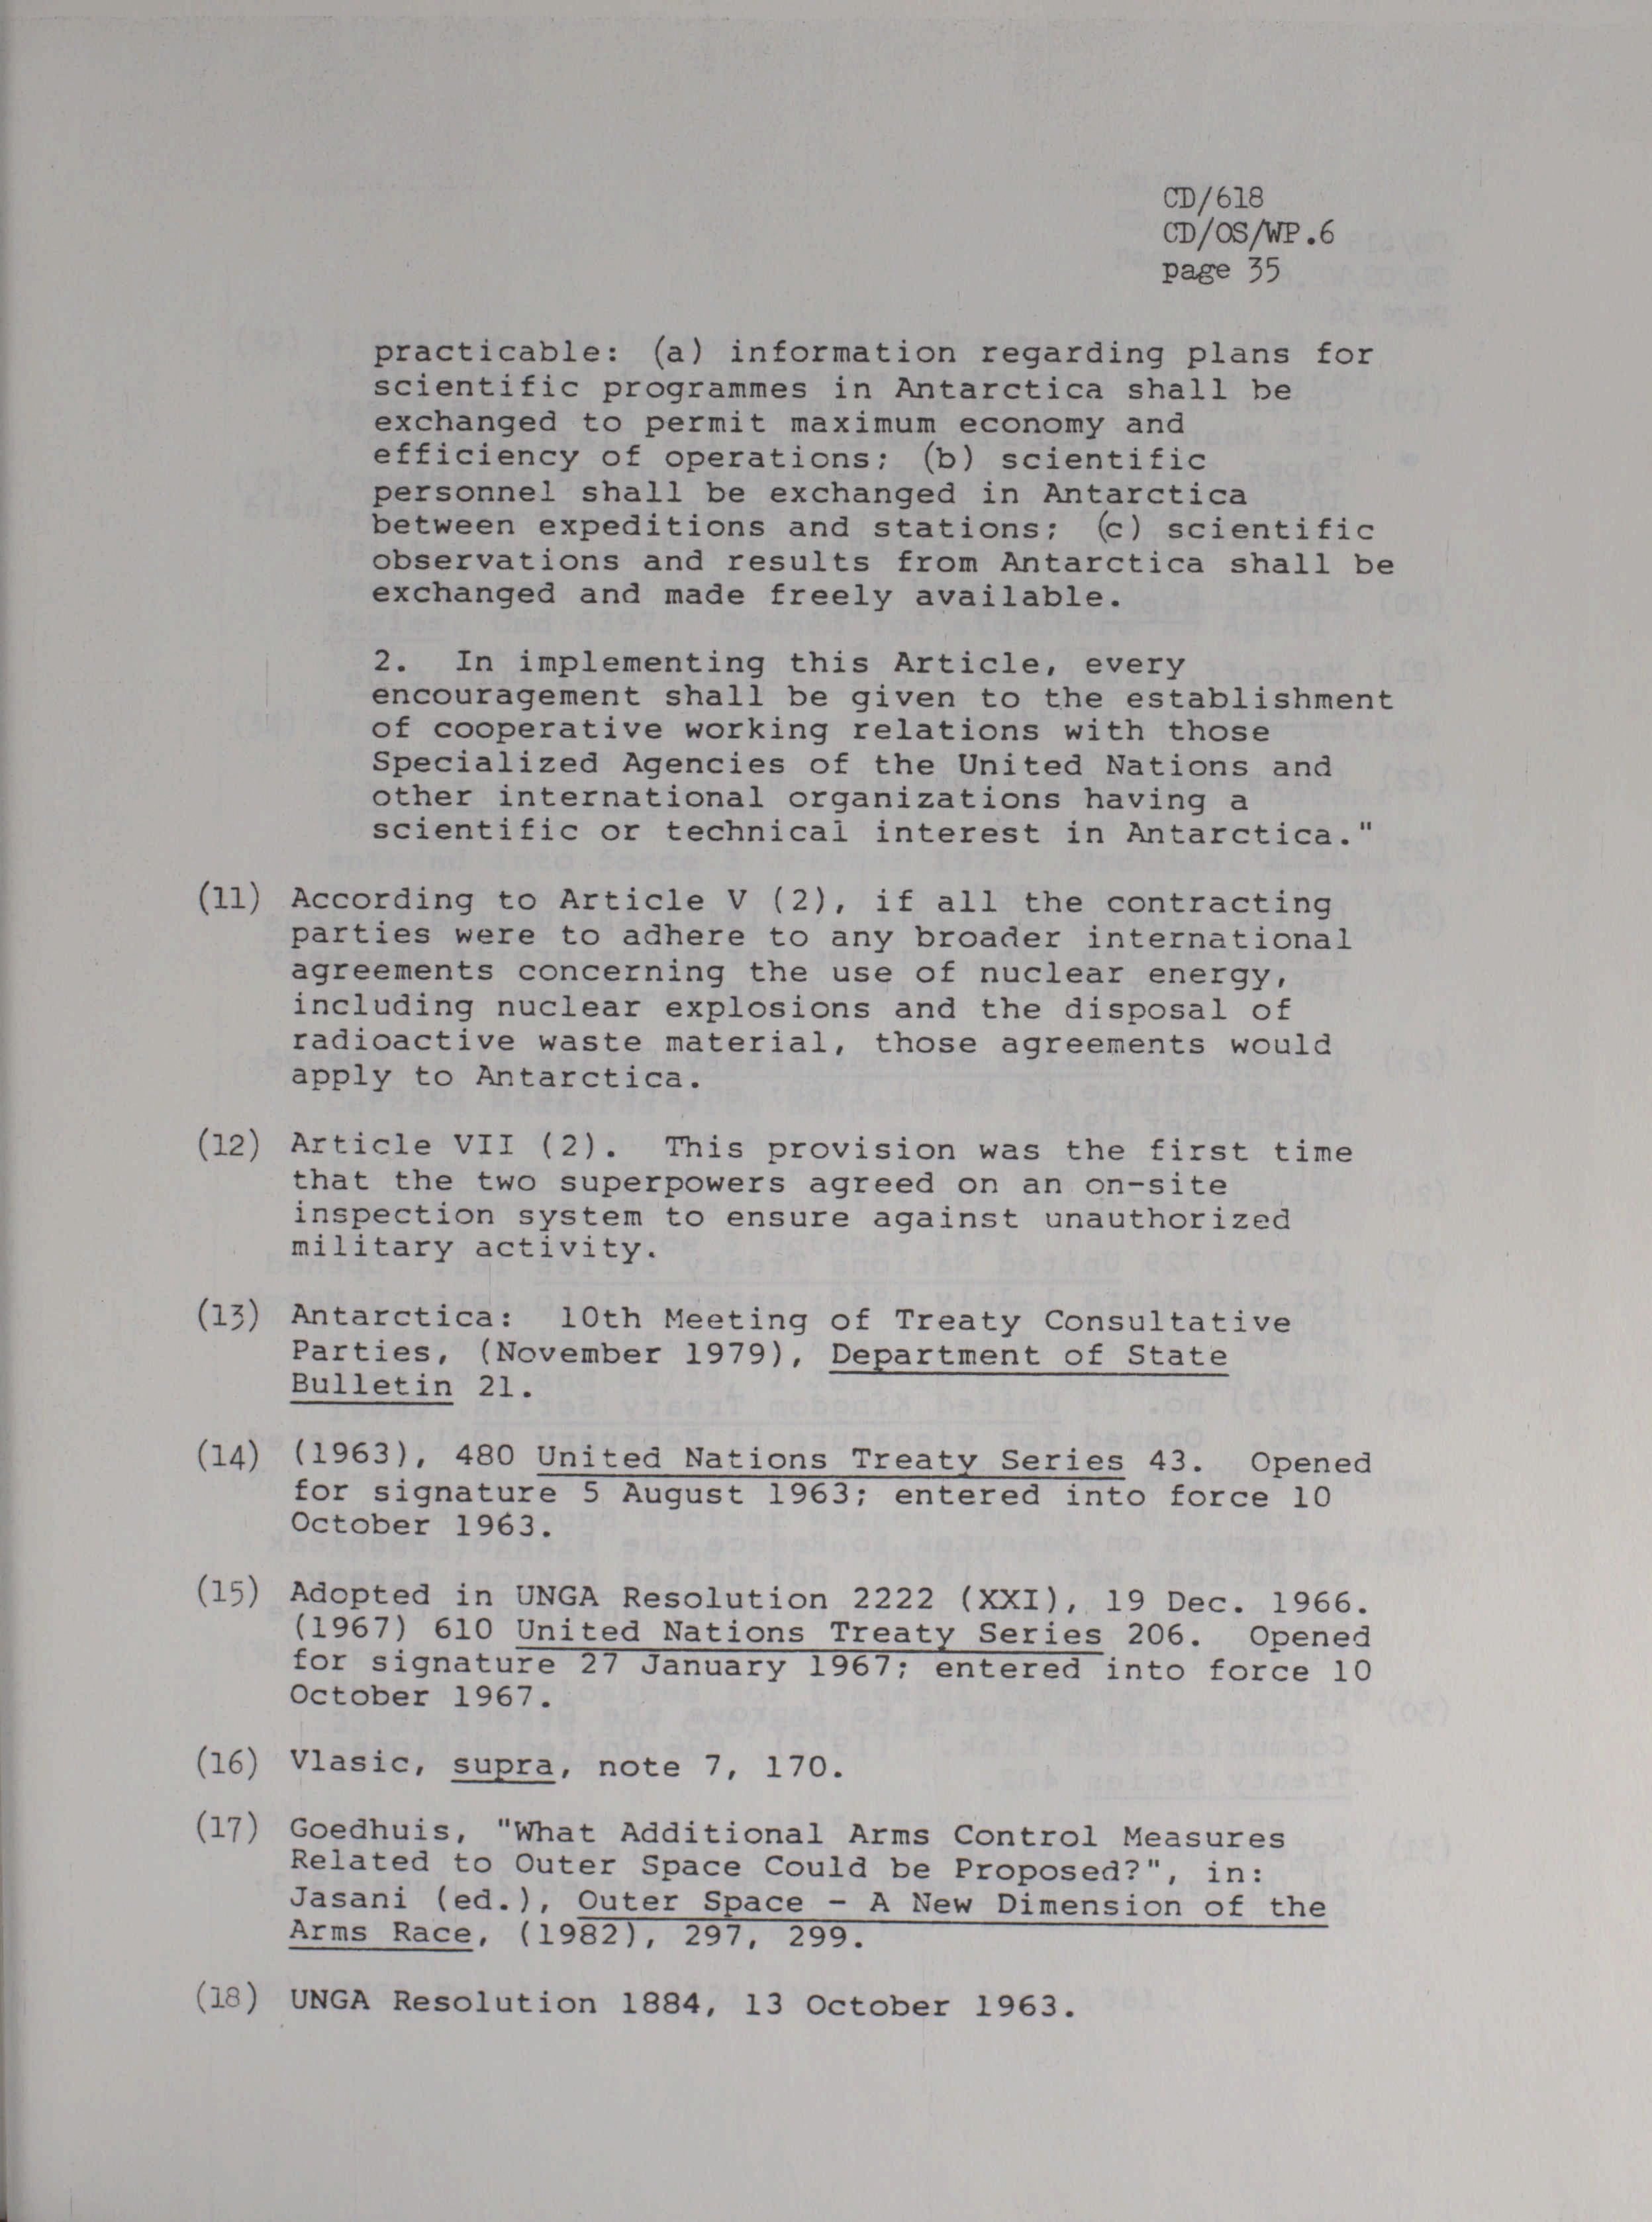 CD/618
CD/OS/WP.6
page 35
practicable: (a) information regarding plans for
scientific programmes in Antarctica shall be
exchanged to permit maximum economy and
efficiency of operations; (b) scientific
personnel shall be exchanged in Antarctica
between expeditions and stations; (c) scientific
observations and results from Antarctica shall be
exchanged and made freely available.
2. In implementing this Article, every
encouragement shall be given to the establishment
of cooperative working relations with those
Specialized Agencies of the United Nations and
other international organizations having a
scientific or technical interest in Antarctica."
(11) According to Article V (2), if all the contracting
parties were to adhere to any broader international
agreements concerning the use of nuclear energy,
including nuclear explosions and the disposal of
radioactive waste material, those agreements would
apply to Antarctica.
(12) Article VII (2). This provision was the first time
that the two superpowers agreed on an on-site
inspection system to ensure against unauthorized
military activity.
(13) Antarctica: 10th Meeting of Treaty Consultative
Parties, (November 1979), Department of State
Bulletin 21.
(14) (1963), 480 United Nations Treaty Series 43. Opened
for signature 5 August 1963; entered into force 10
October 1963.
(15) Adopted in UNGA Resolution 2222 (XXI), 19 Dec. 1966.
(1967) 610 United Nations Treaty Series 206. Opened
for signature 27 January 1967; entered into force 10
October 1967.
(16) Vlasic, supra, note 7, 170.
(17) Goedhuis, "What Additional Arms Control Measures
Related to Outer Space Could be Proposed?", in:
Jasani (ed.), Outer Space - A New Dimension of the
Arms Race, (1982), 297, 299.
(18) UNGA Resolution 1884, 13 October 1963.